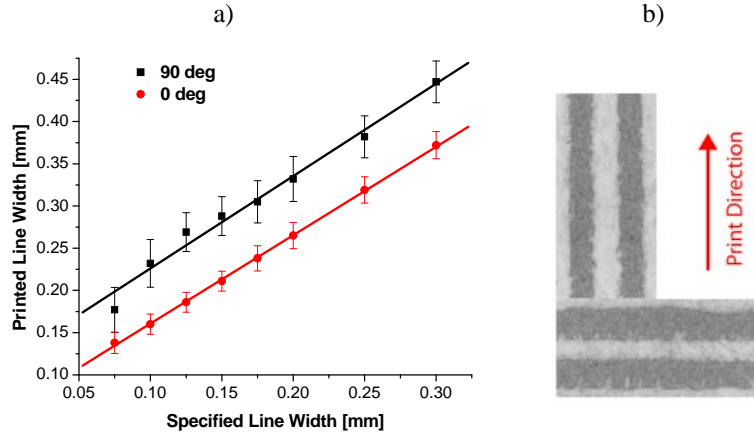 a)
b)
90 deg
0 deg
0.45
0.40
0.35
0.30
0.25
0.20
0.15
0.10
Printed Line Width [mm]
0.05 0.10 0.15 0.20 0.25 0.30
Specified Line Width [mm]
Print Direction